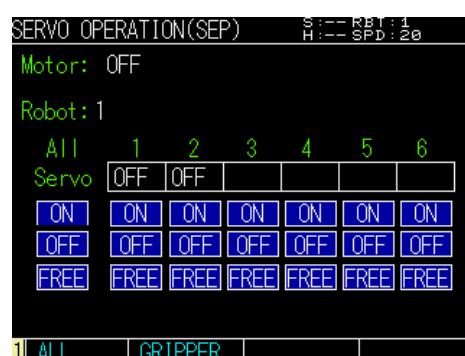 SERVO OPERATION(SEP) S:-- RBT:1
H:-- SPD:20
Motor: OFF
Robot: 1
All 1 2 3 4 5 6
Servo OFF OFF
ON ON ON ON ON ON ON
OFF OFF OFF OFF OFF OFF OFF
FREE FREE FREE FREE FREE FREE FREE
1 ALL GRIPPER